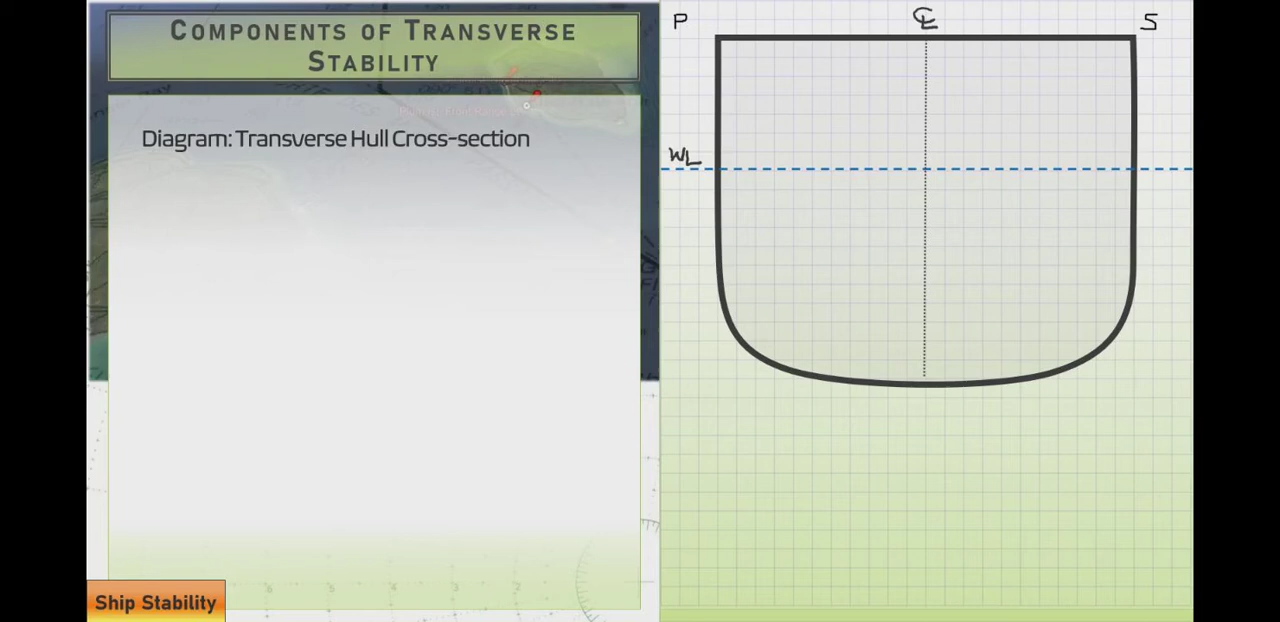 COMPONENTS OF TRANSVERSE
STABILITY
Diagram: Transverse Hull Cross-section
Ship Stability
P
℄
S
WL